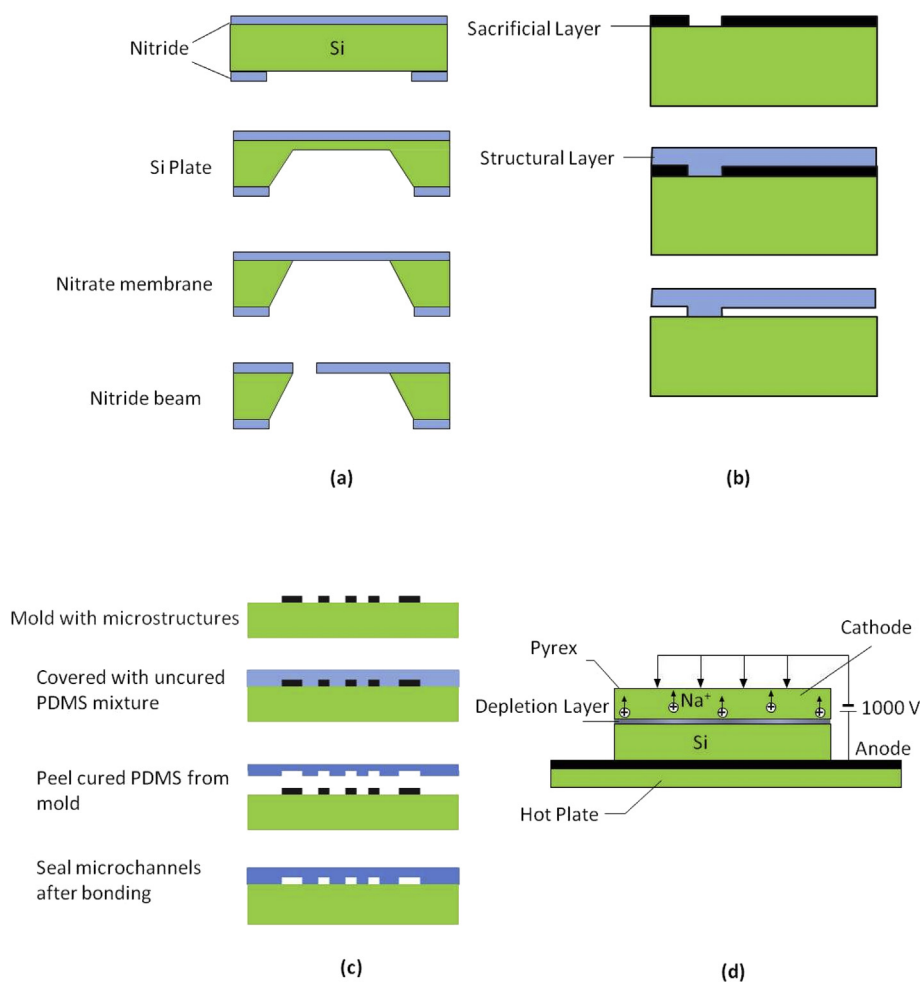 Nitride
Si
Si Plate
Nitrate membrane
Nitride beam
(a)
Sacrificial Layer
Structural Layer
(b)
Mold with microstructures
Covered with uncured
PDMS mixture
Peel cured PDMS from
mold
Seal microchannels
after bonding
(c)
Cathode
Pyrex
Na⁺
Depletion Layer
1000 V
Si
Anode
Hot Plate
(d)